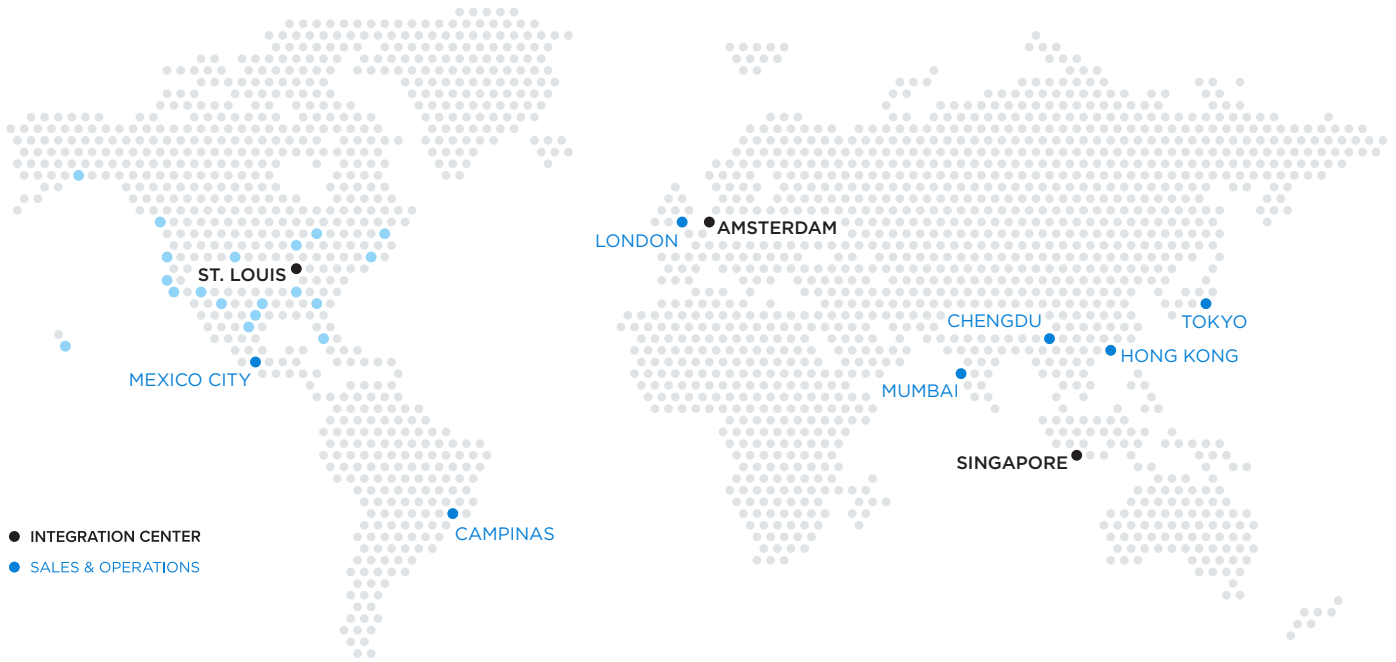 LONDON
AMSTERDAM
ST. LOUIS
CHENGDU
TOKYO
HONG KONG
MEXICO CITY
MUMBAI
SINGAPORE
CAMPINAS
INTEGRATION CENTER
SALES & OPERATIONS